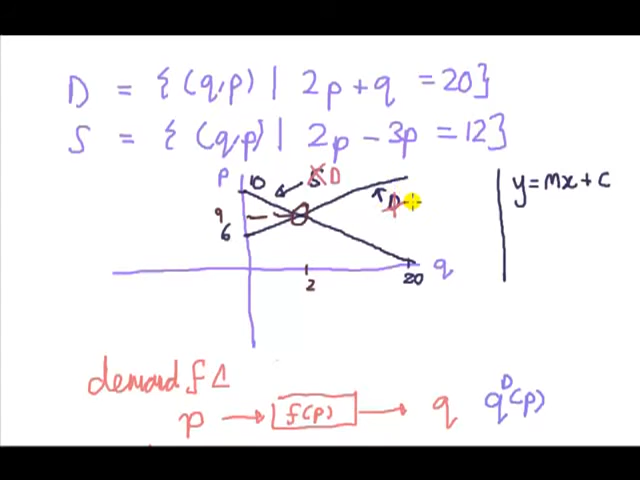 D = {(q,p) | 2p + q = 20}
S = {(q,p) | 2p - 3p = 12}
p 10 D
y = mx + c
9
6
2 20 q
demand f
p → f(p) → q q^D(p)